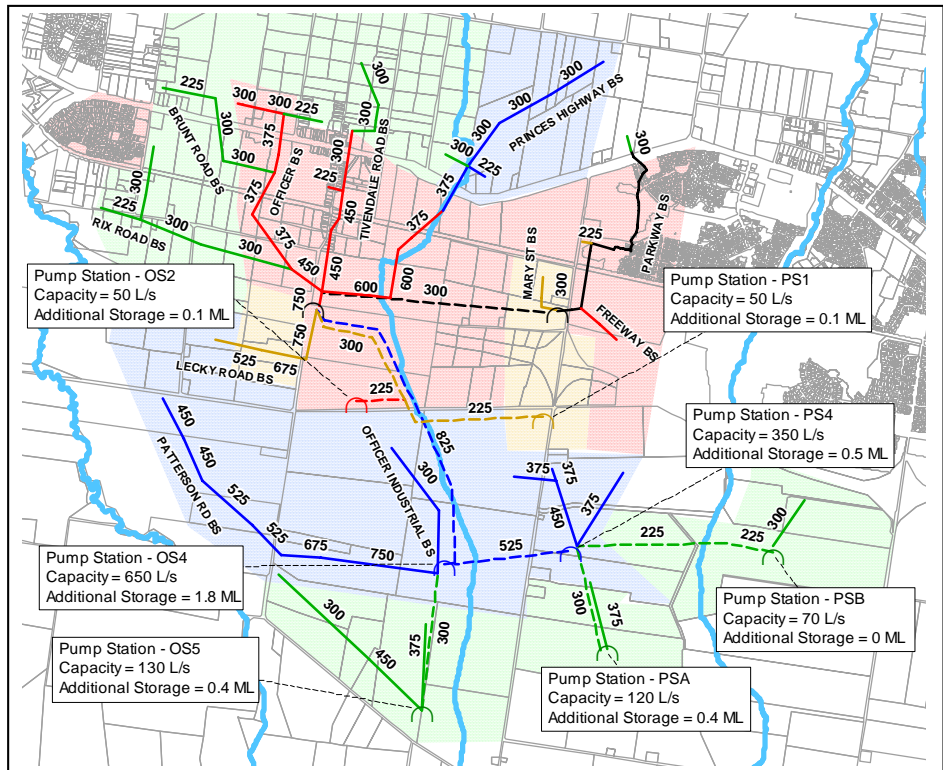 300
300
300
225
300
300
225
375
300
300
300
PRINCES HIGHWAY BS
BRUNT ROAD BS
OFFICER BS
TIVENDALE ROAD BS
300
300
225
300
225
375
375
450
375
300
225
300
300
RIX ROAD BS
375
450
450
600
600
300
225
PARKWAY BS
MARY ST BS
300
FREEWAY BS
Pump Station - OS2
Capacity = 50 L/s
Additional Storage = 0.1 ML
Pump Station - PS1
Capacity = 50 L/s
Additional Storage = 0.1 ML
750
750
300
525
675
LECKY ROAD BS
225
225
825
Pump Station - PS4
Capacity = 350 L/s
Additional Storage = 0.5 ML
450
450
525
525
675
750
PATTERSON RD BS
OFFICER INDUSTRIAL BS
300
375
375
375
450
525
225
225
300
Pump Station - OS4
Capacity = 650 L/s
Additional Storage = 1.8 ML
Pump Station - PSB
Capacity = 70 L/s
Additional Storage = 0 ML
300
450
375
300
300
375
Pump Station - OS5
Capacity = 130 L/s
Additional Storage = 0.4 ML
Pump Station - PSA
Capacity = 120 L/s
Additional Storage = 0.4 ML